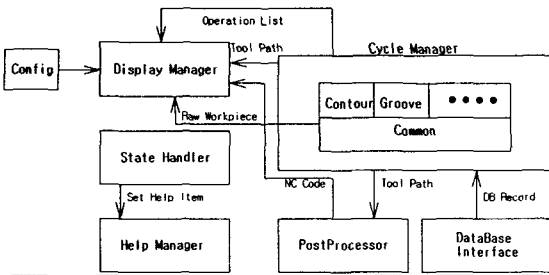 Operation List
Tool Path
Cycle Manager
Config
Display Manager
Contour
Groove
Raw Workpiece
Common
State Handler
NC Code
Tool Path
DB Record
Set Help Item
Help Manager
PostProcessor
DataBase
Interface